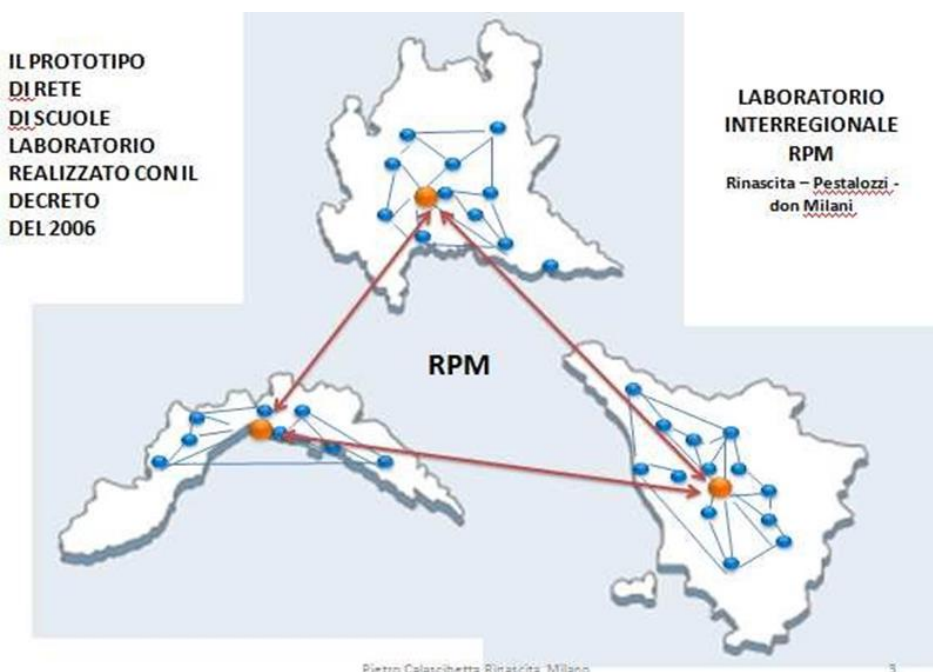 IL PROTOTIPO
DI RETE
DI SCUOLE
LABORATORIO
REALIZZATO CON IL
DECRETO
DEL 2006
LABORATORIO
INTERREGIONALE
RPM
Rinascita – Pestalozzi -
don Milani
RPM
Pietro Calascibetta Rinascita Milano
3